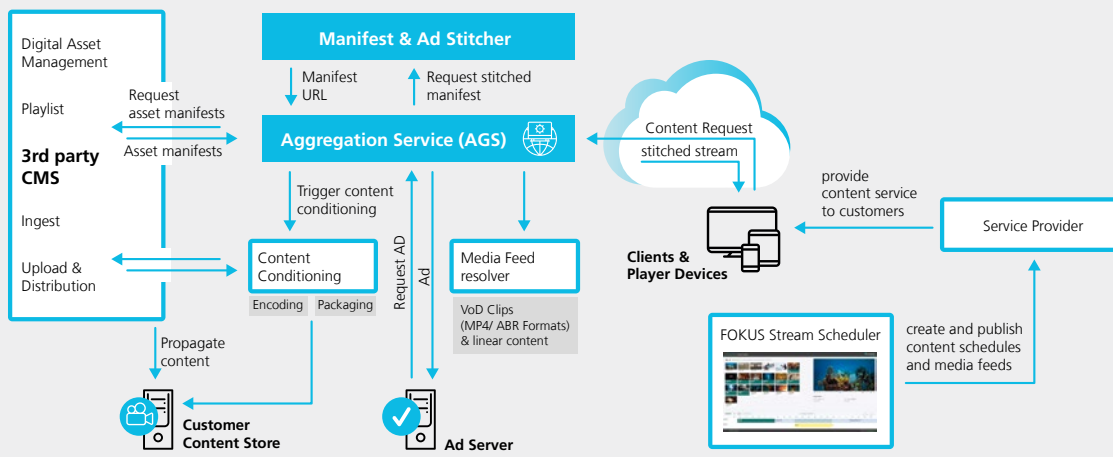 Digital Asset
Management
Playlist
3rd party
CMS
Ingest
Upload &
Distribution
Request
asset manifests
Asset manifests
Manifest & Ad Stitcher
Manifest
URL
Request stitched
manifest
Aggregation Service (AGS)
Trigger content
conditioning
Content
Conditioning
Encoding
Packaging
Request AD
Ad
Media Feed
resolver
VoD Clips
(MP4/ ABR Formats)
& linear content
Content Request
stitched stream
Clients &
Player Devices
provide
content service
to customers
Service Provider
FOKUS Stream Scheduler
create and publish
content schedules
and media feeds
Propagate
content
Customer
Content Store
Ad Server